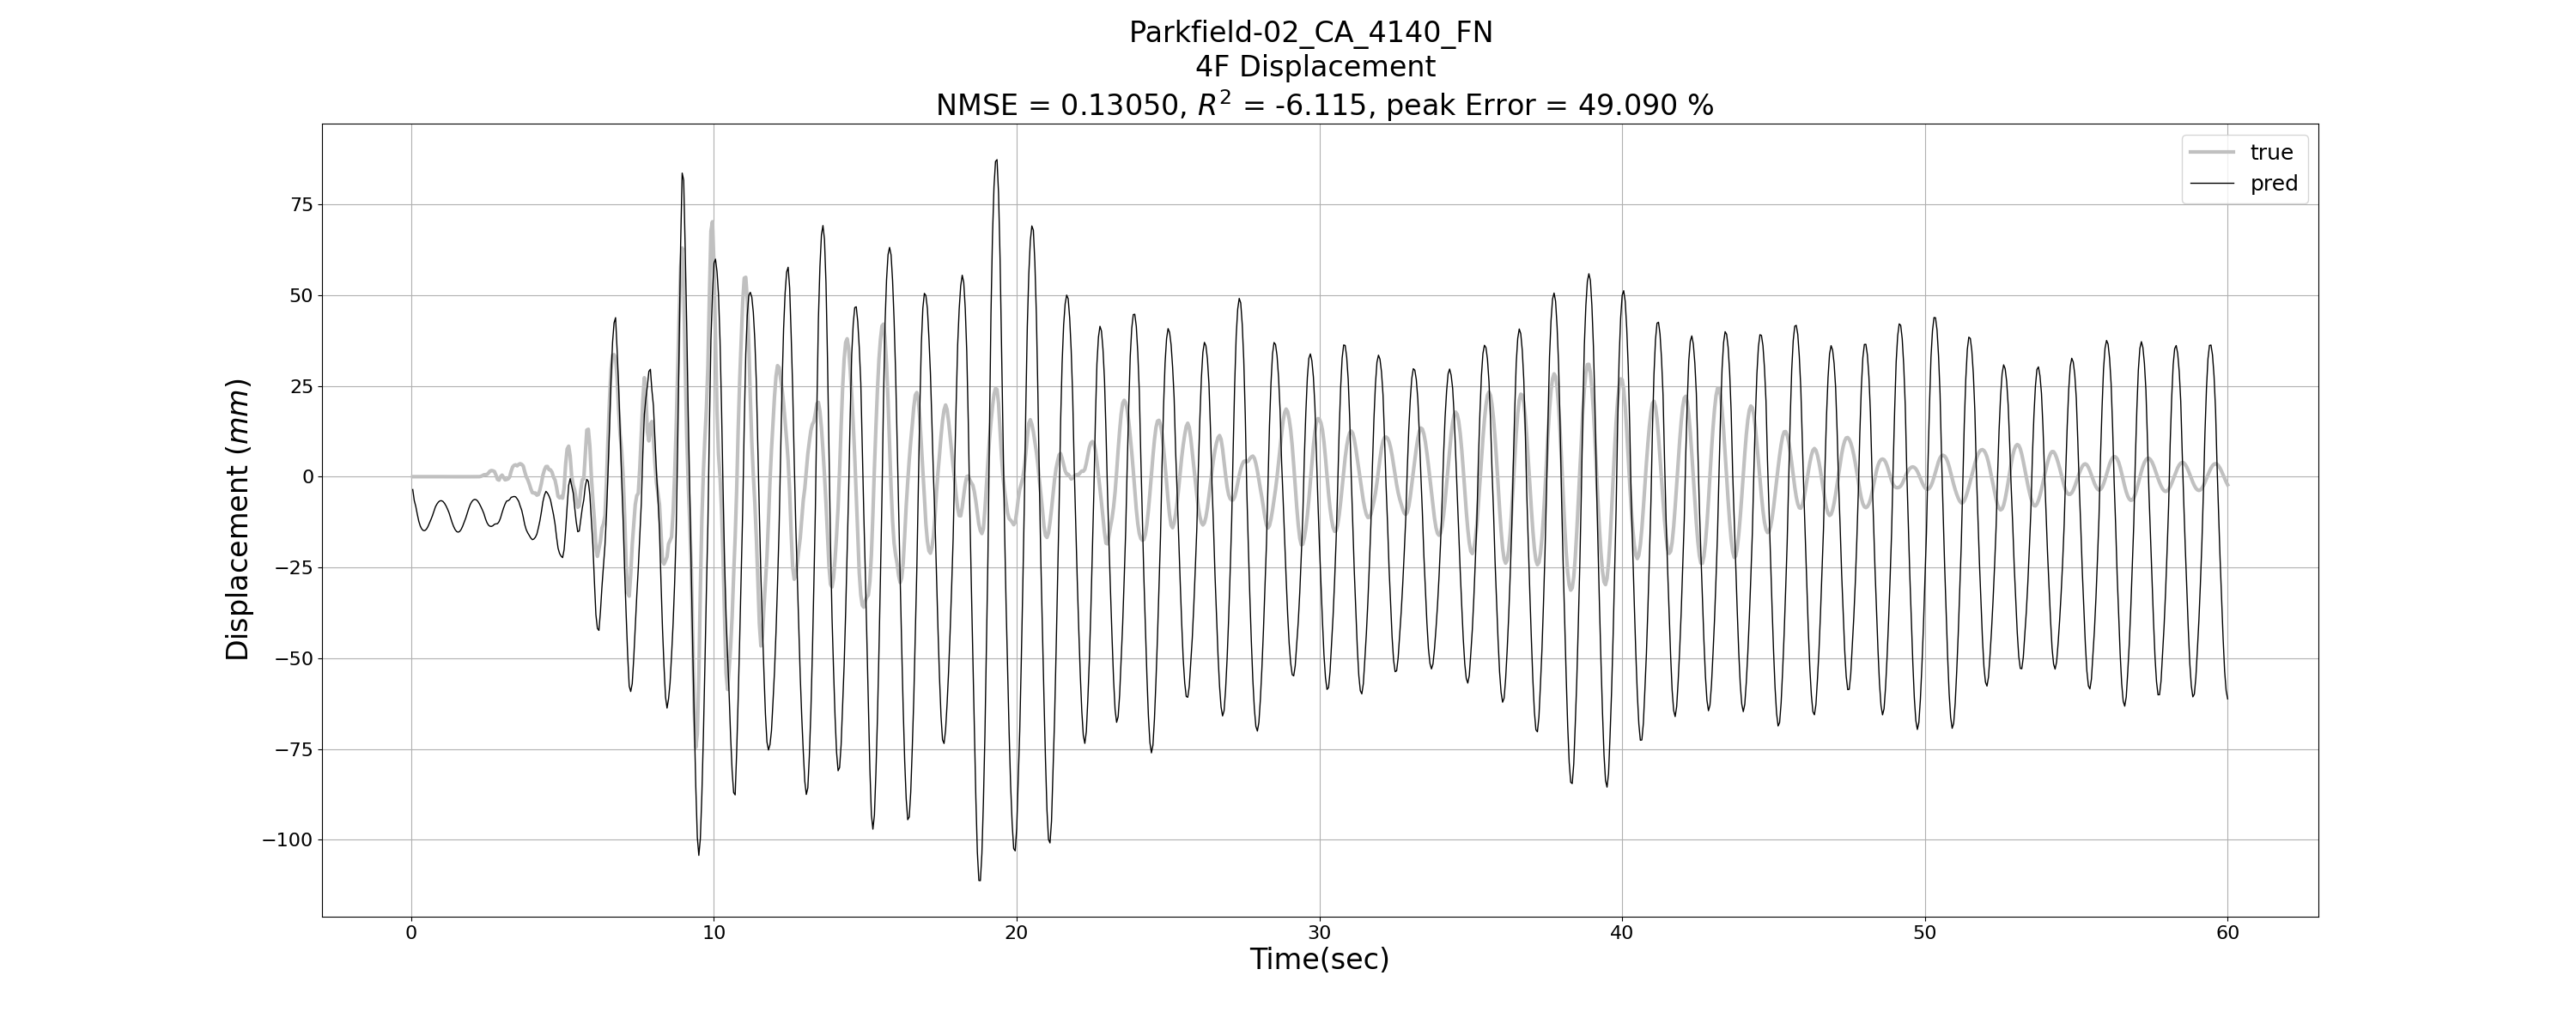 Parkfield-02_CA_4140_FN
4F Displacement
NMSE = 0.13050, R² = -6.115, peak Error = 49.090 %
true
pred
75
50
25
0
−25
−50
−75
−100
Displacement (mm)
0 10 20 30 40 50 60
Time(sec)